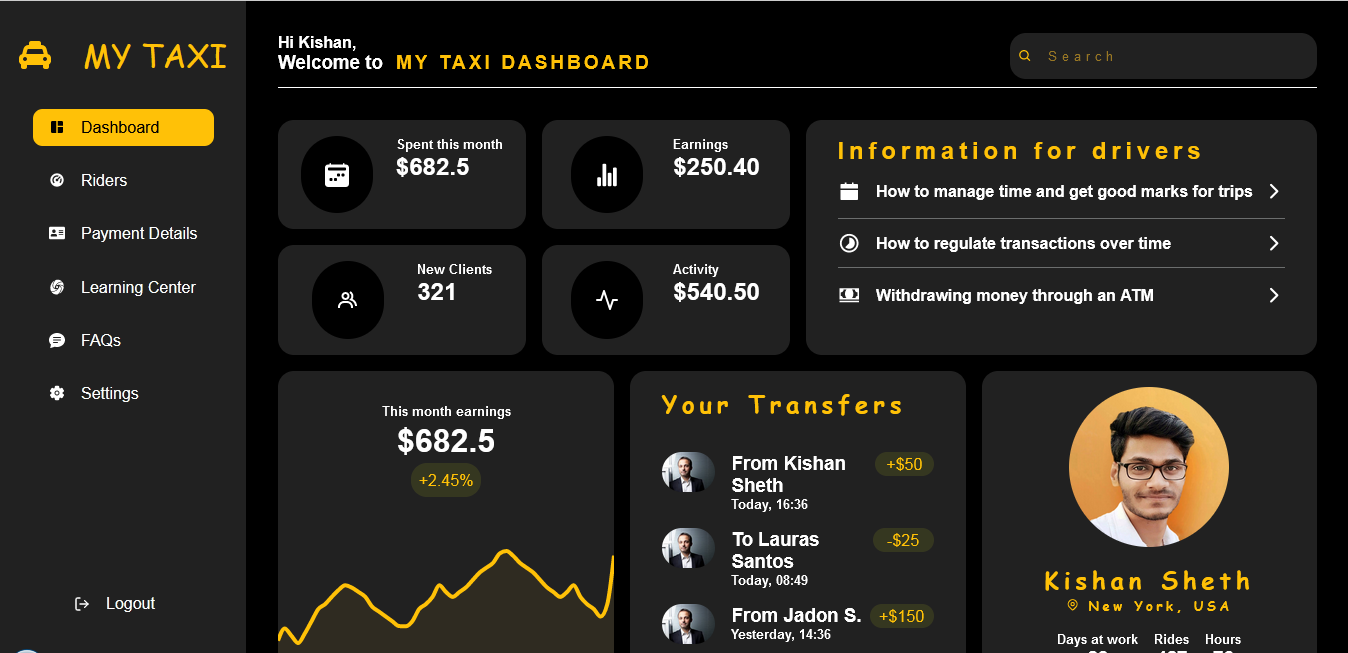 MY TAXI
Dashboard
Riders
Payment Details
Learning Center
FAQs
Settings
Logout
Hi Kishan,
Welcome to MY TAXI DASHBOARD
Search
Spent this month
$682.5
Earnings
$250.40
New Clients
321
Activity
$540.50
Information for drivers
How to manage time and get good marks for trips
How to regulate transactions over time
Withdrawing money through an ATM
This month earnings
$682.5
+2.45%
Your Transfers
From Kishan
Sheth
Today, 16:36
+$50
To Lauras
Santos
Today, 08:49
-$25
From Jadon S.
Yesterday, 14:36
+$150
Kishan Sheth
New York, USA
Days at work Rides Hours